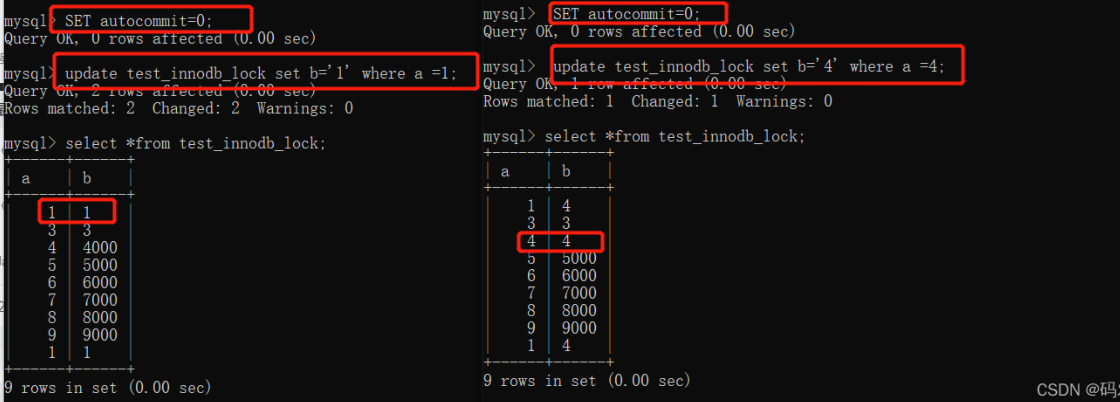 mysql> SET autocommit=0;
Query OK, 0 rows affected (0.00 sec)
mysql> update test_innodb_lock set b='1' where a =1;
Query OK, 2 rows affected (0.00 sec)
Rows matched: 2  Changed: 2  Warnings: 0
mysql> select *from test_innodb_lock;
+------+------+
| a    | b    |
+------+------+
|    1 | 1    |
|    3 | 3    |
|    4 | 4000 |
|    5 | 5000 |
|    6 | 6000 |
|    7 | 7000 |
|    8 | 8000 |
|    9 | 9000 |
|    1 | 1    |
+------+------+
9 rows in set (0.00 sec)
mysql> SET autocommit=0;
Query OK, 0 rows affected (0.00 sec)
mysql> update test_innodb_lock set b='4' where a =4;
Query OK, 1 row affected (0.00 sec)
Rows matched: 1  Changed: 1  Warnings: 0
mysql> select *from test_innodb_lock;
+------+------+
| a    | b    |
+------+------+
|    1 | 4    |
|    3 | 3    |
|    4 | 4    |
|    5 | 5000 |
|    6 | 6000 |
|    7 | 7000 |
|    8 | 8000 |
|    9 | 9000 |
|    1 | 4    |
+------+------+
9 rows in set (0.00 sec)
CSDN @码